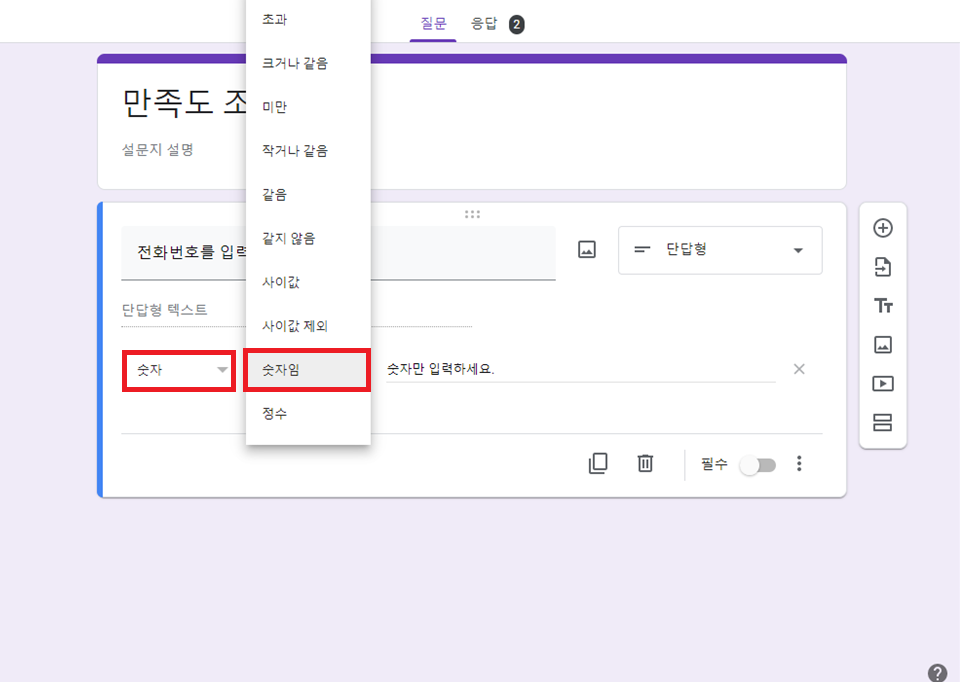 질문 응답 2
초과
크거나 같음
미만
작거나 같음
같음
같지 않음
사이값
사이값 제외
숫자임
정수
만족도
설문지 설명
전화번호를
단답형
단답형 텍스트
숫자
숫자만 입력하세요.
필수